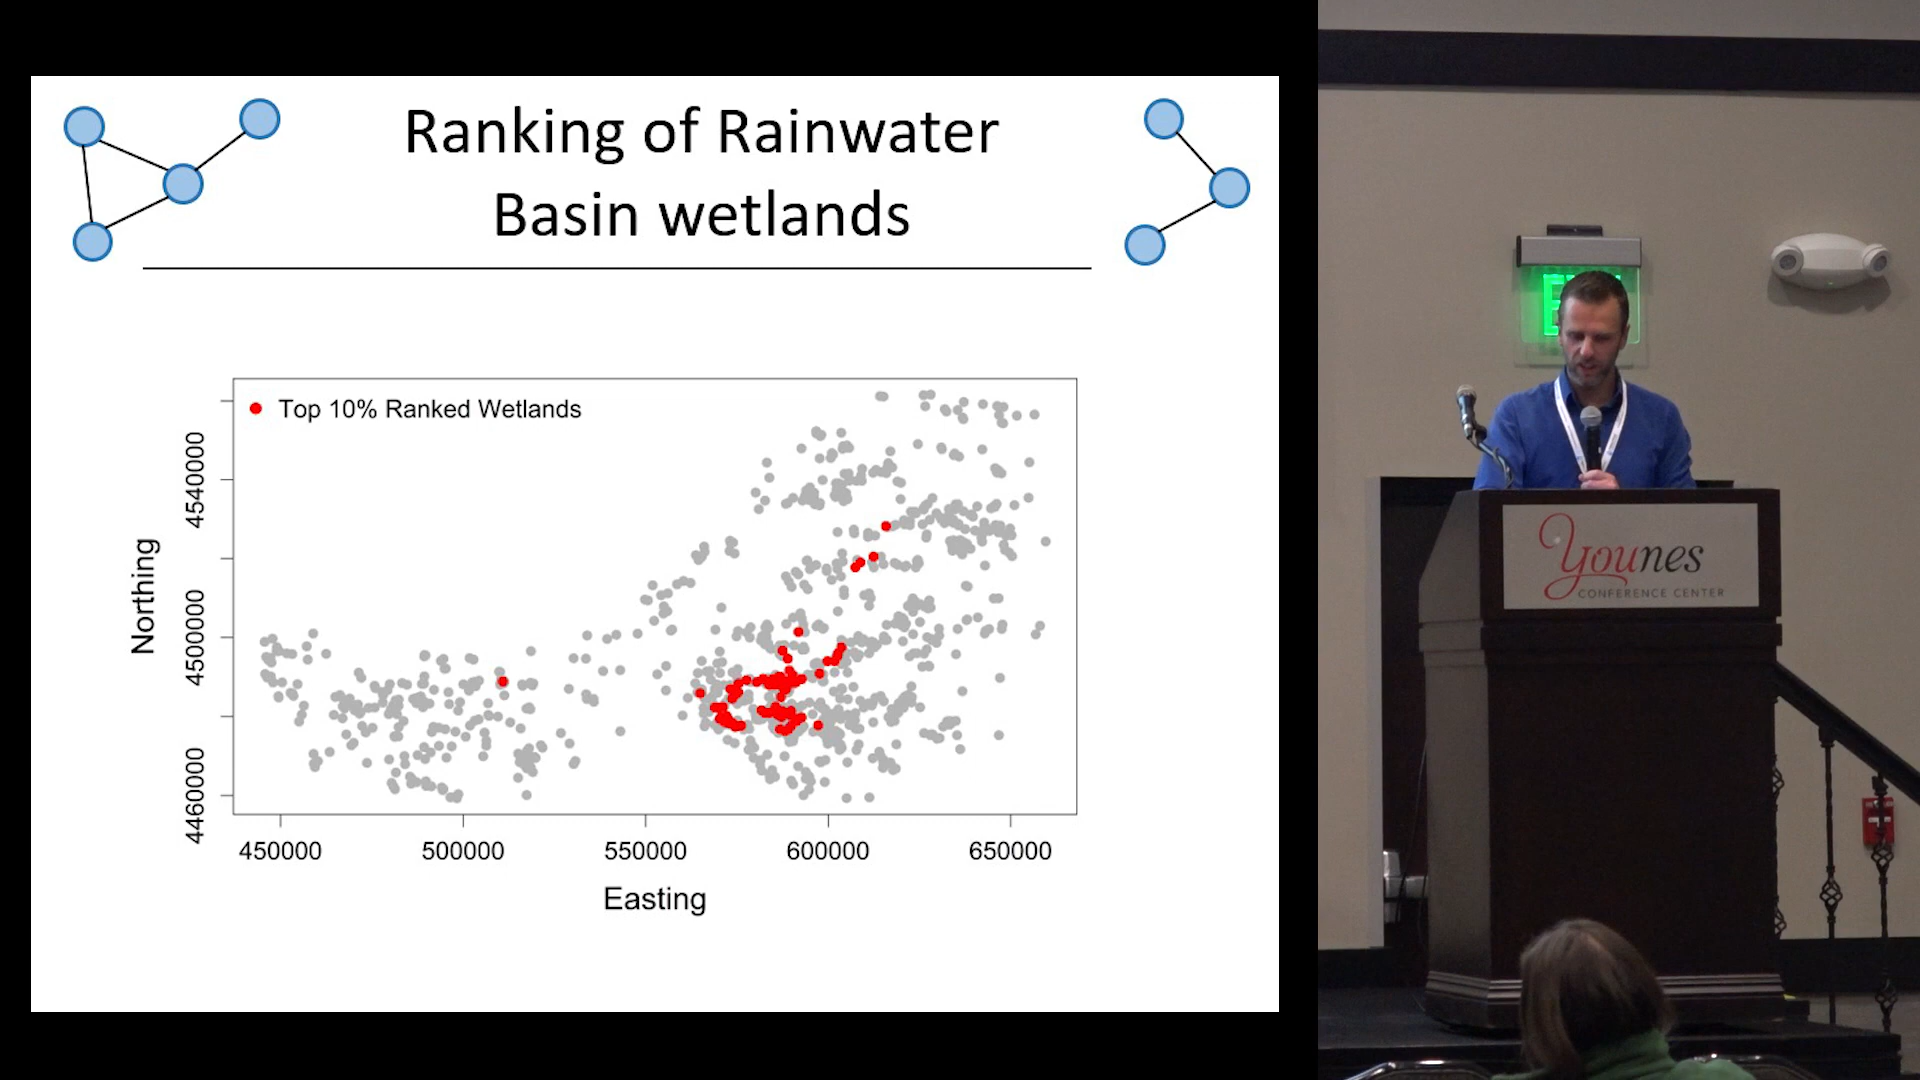 Ranking of Rainwater
Basin wetlands
Top 10% Ranked Wetlands
Northing
4540000
4500000
4460000
450000 500000 550000 600000 650000
Easting
Younes
CONFERENCE CENTER